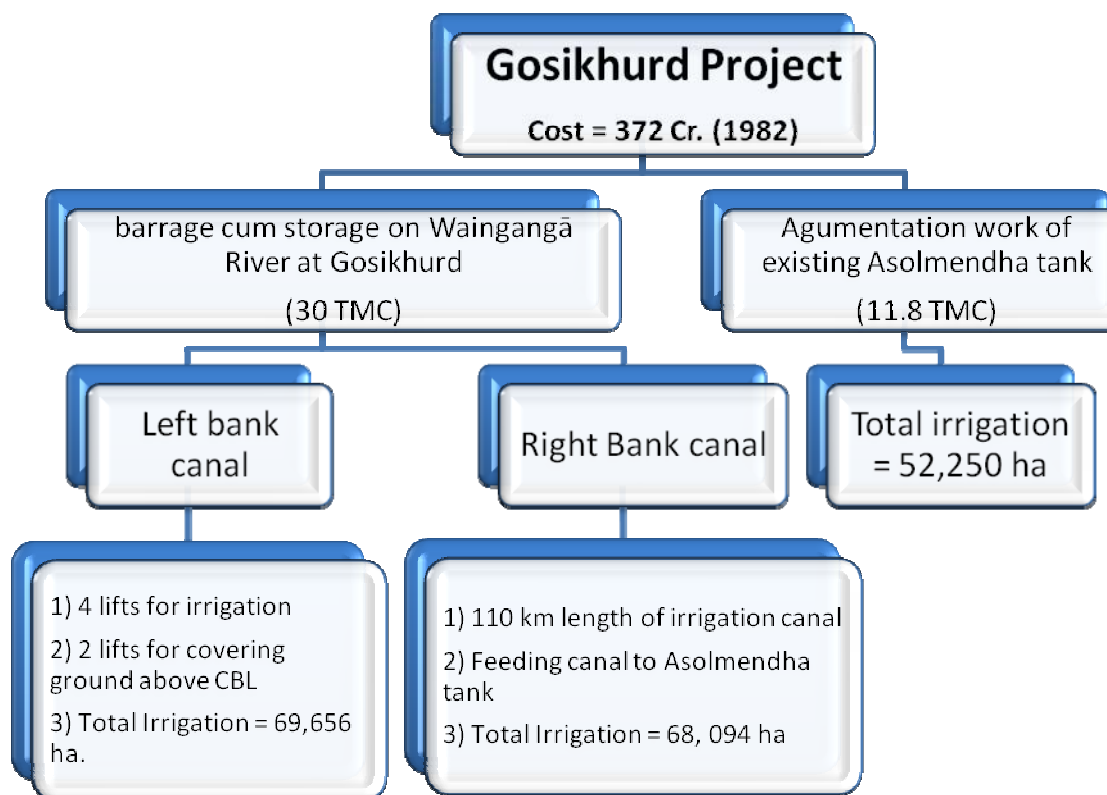 Gosikhurd Project
Cost = 372 Cr. (1982)
barrage cum storage on Waingangā
River at Gosikhurd
(30 TMC)
Agumentation work of
existing Asolmendha tank
(11.8 TMC)
Left bank
canal
Right Bank canal
Total irrigation
= 52,250 ha
1) 4 lifts for irrigation
2) 2 lifts for covering
ground above CBL
3) Total Irrigation = 69,656
ha.
1) 110 km length of irrigation canal
2) Feeding canal to Asolmendha
tank
3) Total Irrigation = 68, 094 ha